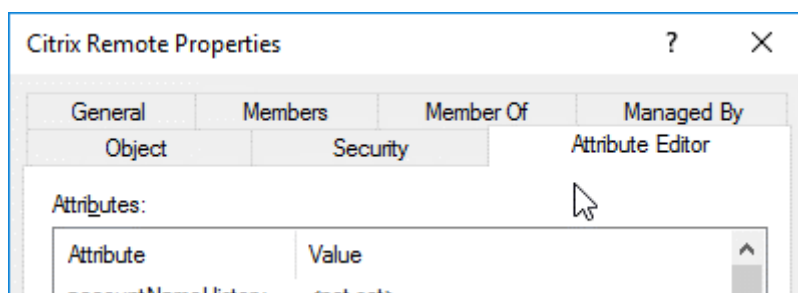 Citrix Remote Properties ? ×
General Members Member Of Managed By
Object Security Attribute Editor
Attributes:
Attribute Value